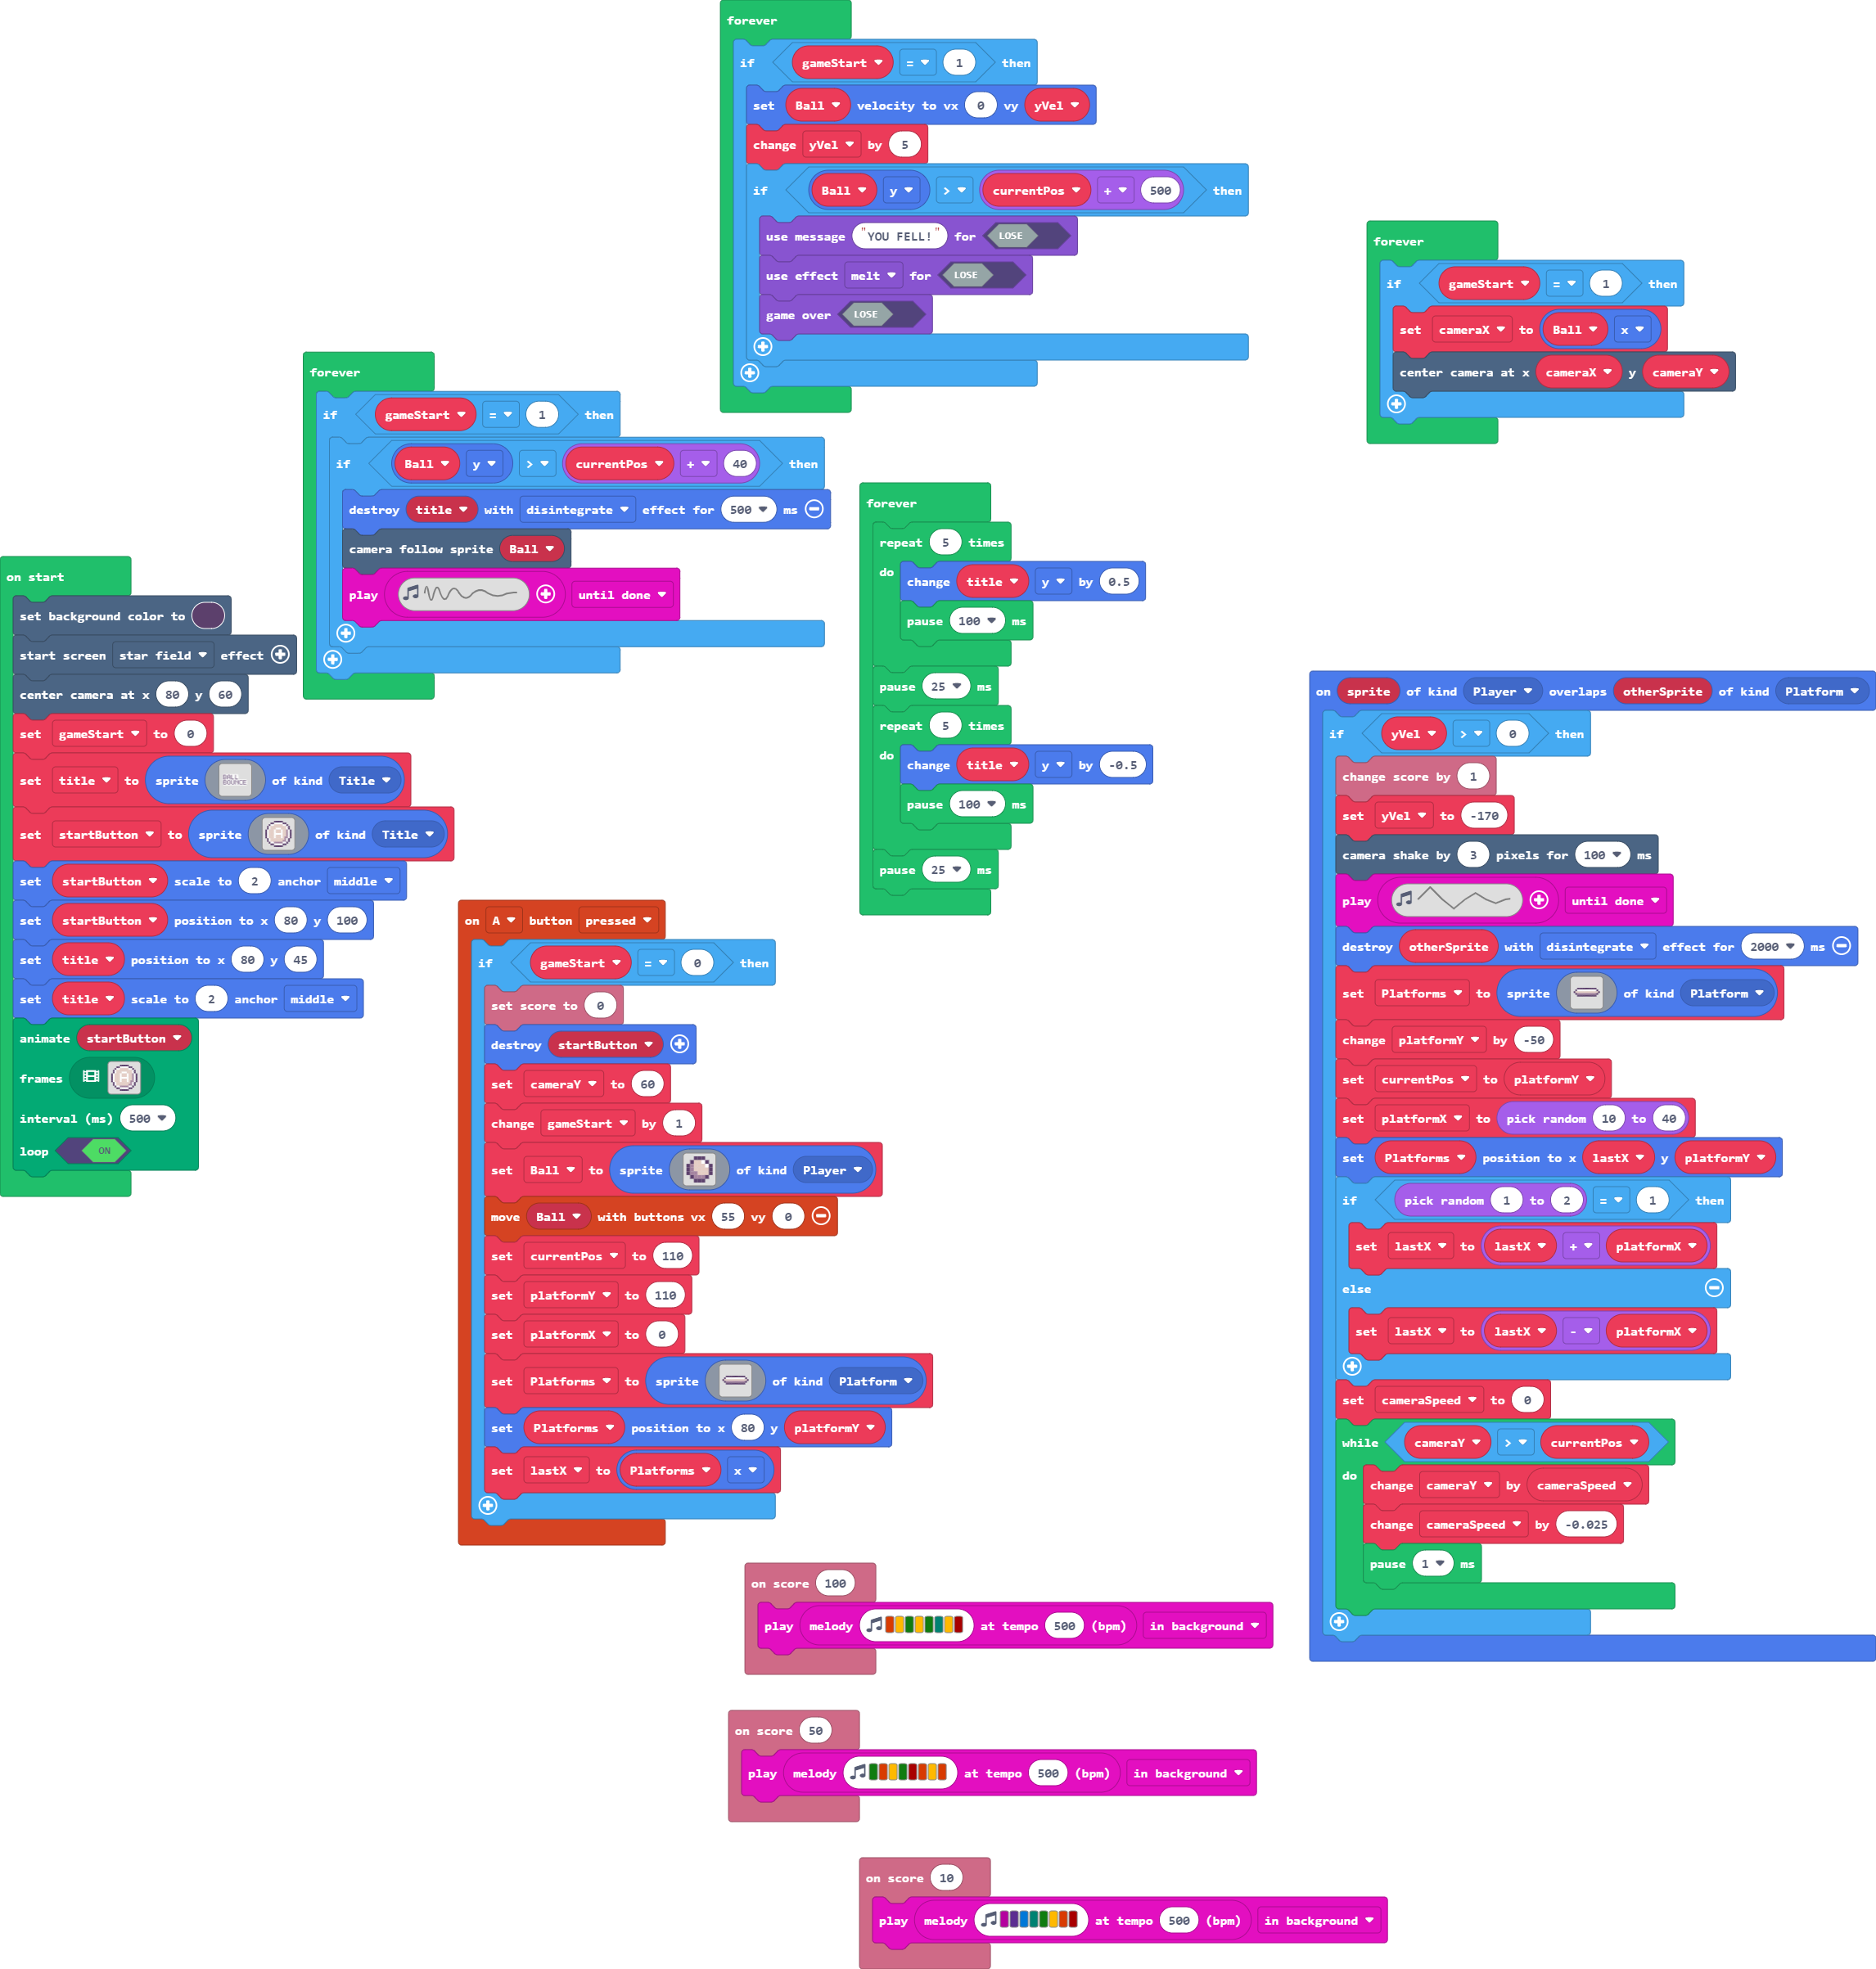 forever
if gameStart = 1 then
set Ball velocity to vx 0 vy yVel
change yVel by 5
if Ball y > currentPos + 500 then
use message "YOU FELL!" for LOSE
use effect melt for LOSE
game over LOSE
forever
if gameStart = 1 then
set cameraX to Ball x
center camera at x cameraX y cameraY
forever
if gameStart = 1 then
if Ball y > currentPos + 40 then
destroy title with disintegrate effect for 500 ms
camera follow sprite Ball
play until done
forever
repeat 5 times
do change title y by 0.5
pause 100 ms
pause 25 ms
repeat 5 times
do change title y by -0.5
pause 100 ms
pause 25 ms
on start
set background color to
start screen star field effect
center camera at x 80 y 60
set gameStart to 0
set title to sprite BALL BOUNCE of kind Title
set startButton to sprite A of kind Title
set startButton scale to 2 anchor middle
set startButton position to x 80 y 100
set title position to x 80 y 45
set title scale to 2 anchor middle
animate startButton
frames A
interval (ms) 500
loop ON
on A button pressed
if gameStart = 0 then
set score to 0
destroy startButton
set cameraY to 60
change gameStart by 1
set Ball to sprite of kind Player
move Ball with buttons vx 55 vy 0
set currentPos to 110
set platformY to 110
set platformX to 0
set Platforms to sprite of kind Platform
set Platforms position to x 80 y platformY
set lastX to Platforms x
on sprite of kind Player overlaps otherSprite of kind Platform
if yVel > 0 then
change score by 1
set yVel to -170
camera shake by 3 pixels for 100 ms
play until done
destroy otherSprite with disintegrate effect for 2000 ms
set Platforms to sprite of kind Platform
change platformY by -50
set currentPos to platformY
set platformX to pick random 10 to 40
set Platforms position to x lastX y platformY
if pick random 1 to 2 = 1 then
set lastX to lastX + platformX
else
set lastX to lastX - platformX
set cameraSpeed to 0
while cameraY > currentPos
do change cameraY by cameraSpeed
change cameraSpeed by -0.025
pause 1 ms
on score 100
play melody at tempo 500 (bpm) in background
on score 50
play melody at tempo 500 (bpm) in background
on score 10
play melody at tempo 500 (bpm) in background